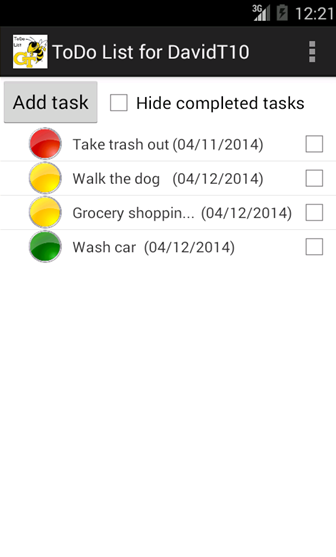 3G 12:21
ToDo List
ToDo List for DavidT10
Add task Hide completed tasks
Take trash out (04/11/2014)
Walk the dog (04/12/2014)
Grocery shoppin... (04/12/2014)
Wash car (04/12/2014)